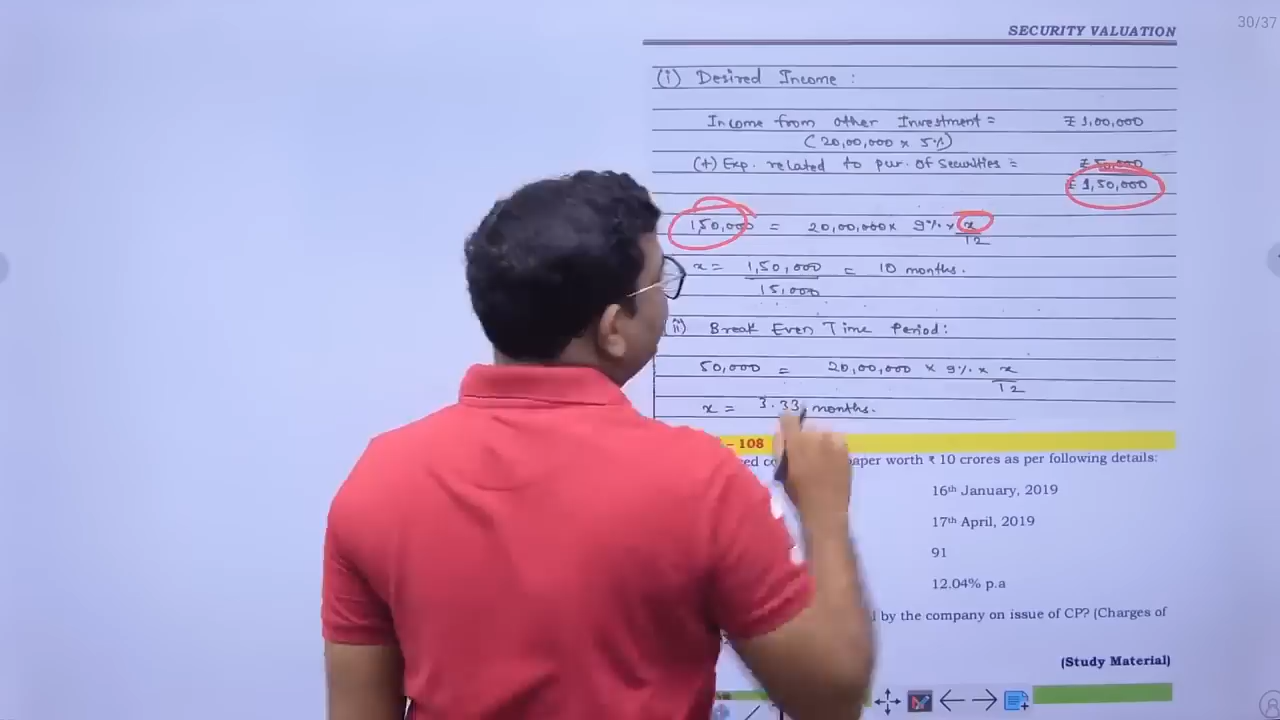 30/37
SECURITY VALUATION
(i) Desired Income :
Income from other Investment = ₹ 1,00,000
(20,00,000 x 5%)
(+) Exp. related to pur. of securities = ₹ 50,000
₹ 1,50,000
1,50,000 = 20,00,000 x 9% x x/12
x = 1,50,000/15,000 = 10 months.
(ii) Break Even Time Period:
50,000 = 20,00,000 x 9% x x/12
x = 3.33 months.
– 108
paper worth ₹ 10 crores as per following details:
16th January, 2019
17th April, 2019
91
12.04% p.a
by the company on issue of CP? (Charges of
(Study Material)